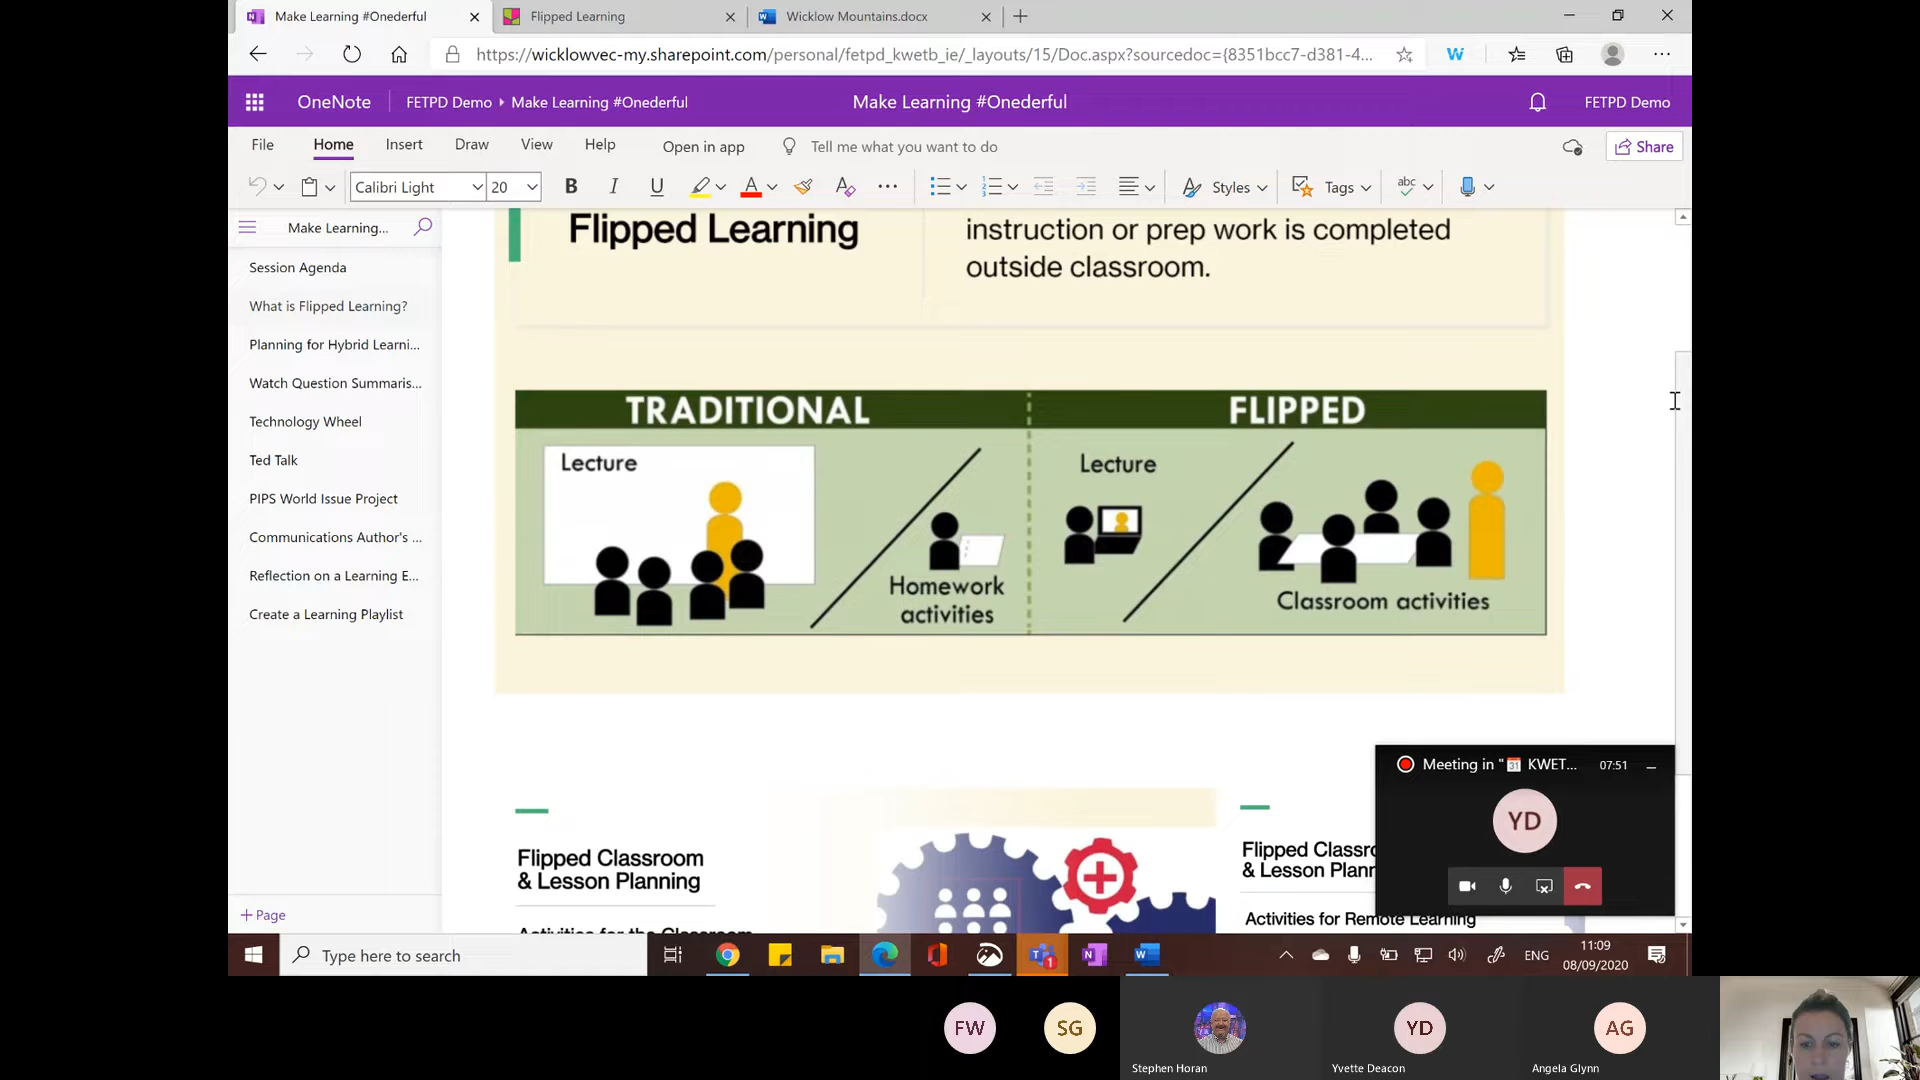 Make Learning #Onederful
Flipped Learning
Wicklow Mountains.docx
https://wicklowvec-my.sharepoint.com/personal/fetpd_kwetb_ie/_layouts/15/Doc.aspx?sourcedoc={8351bcc7-d381-4...
W
OneNote
FETPD Demo
Make Learning #Onederful
Make Learning #Onederful
FETPD Demo
File
Home
Insert
Draw
View
Help
Open in app
Tell me what you want to do
Share
Calibri Light
20
B
I
U
A
A
...
Styles
Tags
abc
Make Learning...
Session Agenda
What is Flipped Learning?
Planning for Hybrid Learni...
Watch Question Summaris...
Technology Wheel
Ted Talk
PIPS World Issue Project
Communications Author's ...
Reflection on a Learning E...
Create a Learning Playlist
+ Page
Flipped Learning
instruction or prep work is completed
outside classroom.
TRADITIONAL
FLIPPED
Lecture
Homework
activities
Lecture
Classroom activities
Flipped Classroom
& Lesson Planning
Activities for the Classroom
Flipped Classr
& Lesson Plan
Activities for Remote Learning
Meeting in "31 KWET...
07:51
YD
Type here to search
ENG
11:09
08/09/2020
FW
SG
YD
AG
Stephen Horan
Yvette Deacon
Angela Glynn